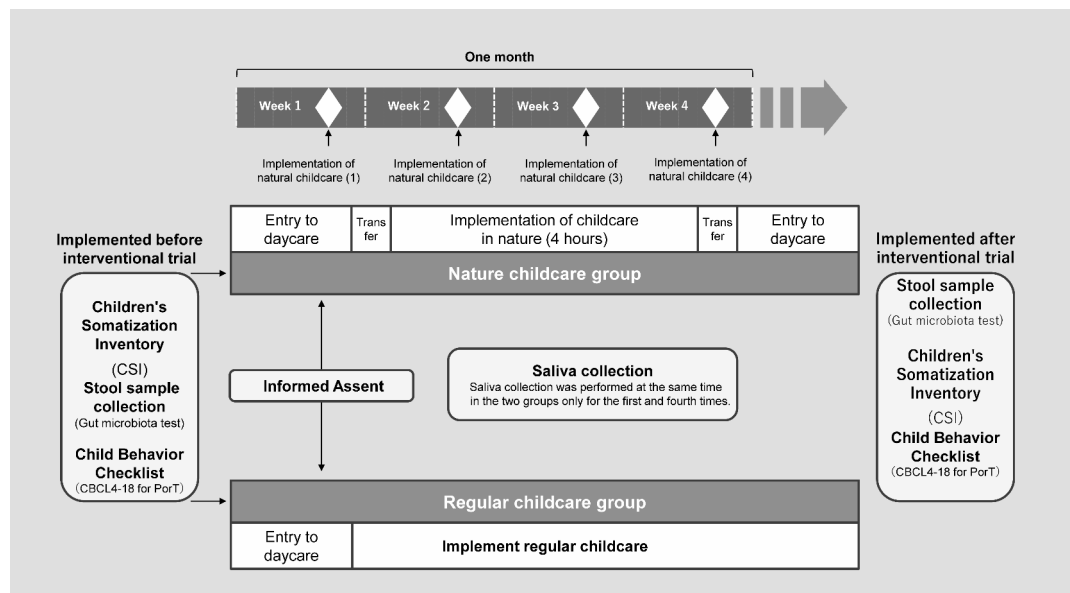 One month
Week 1
Week 2
Week 3
Week 4
Implementation of
natural childcare (1)
Implementation of
natural childcare (2)
Implementation of
natural childcare (3)
Implementation of
natural childcare (4)
Implemented before
interventional trial
Children's
Somatization
Inventory
(CSI)
Stool sample
collection
(Gut microbiota test)
Child Behavior
Checklist
(CBCL4-18 for PorT)
Entry to
daycare
Trans
fer
Implementation of childcare
in nature (4 hours)
Trans
fer
Entry to
daycare
Nature childcare group
Informed Assent
Saliva collection
Saliva collection was performed at the same time
in the two groups only for the first and fourth times.
Regular childcare group
Entry to
daycare
Implement regular childcare
Implemented after
interventional trial
Stool sample
collection
(Gut microbiota test)
Children's
Somatization
Inventory
(CSI)
Child Behavior
Checklist
(CBCL4-18 for PorT)